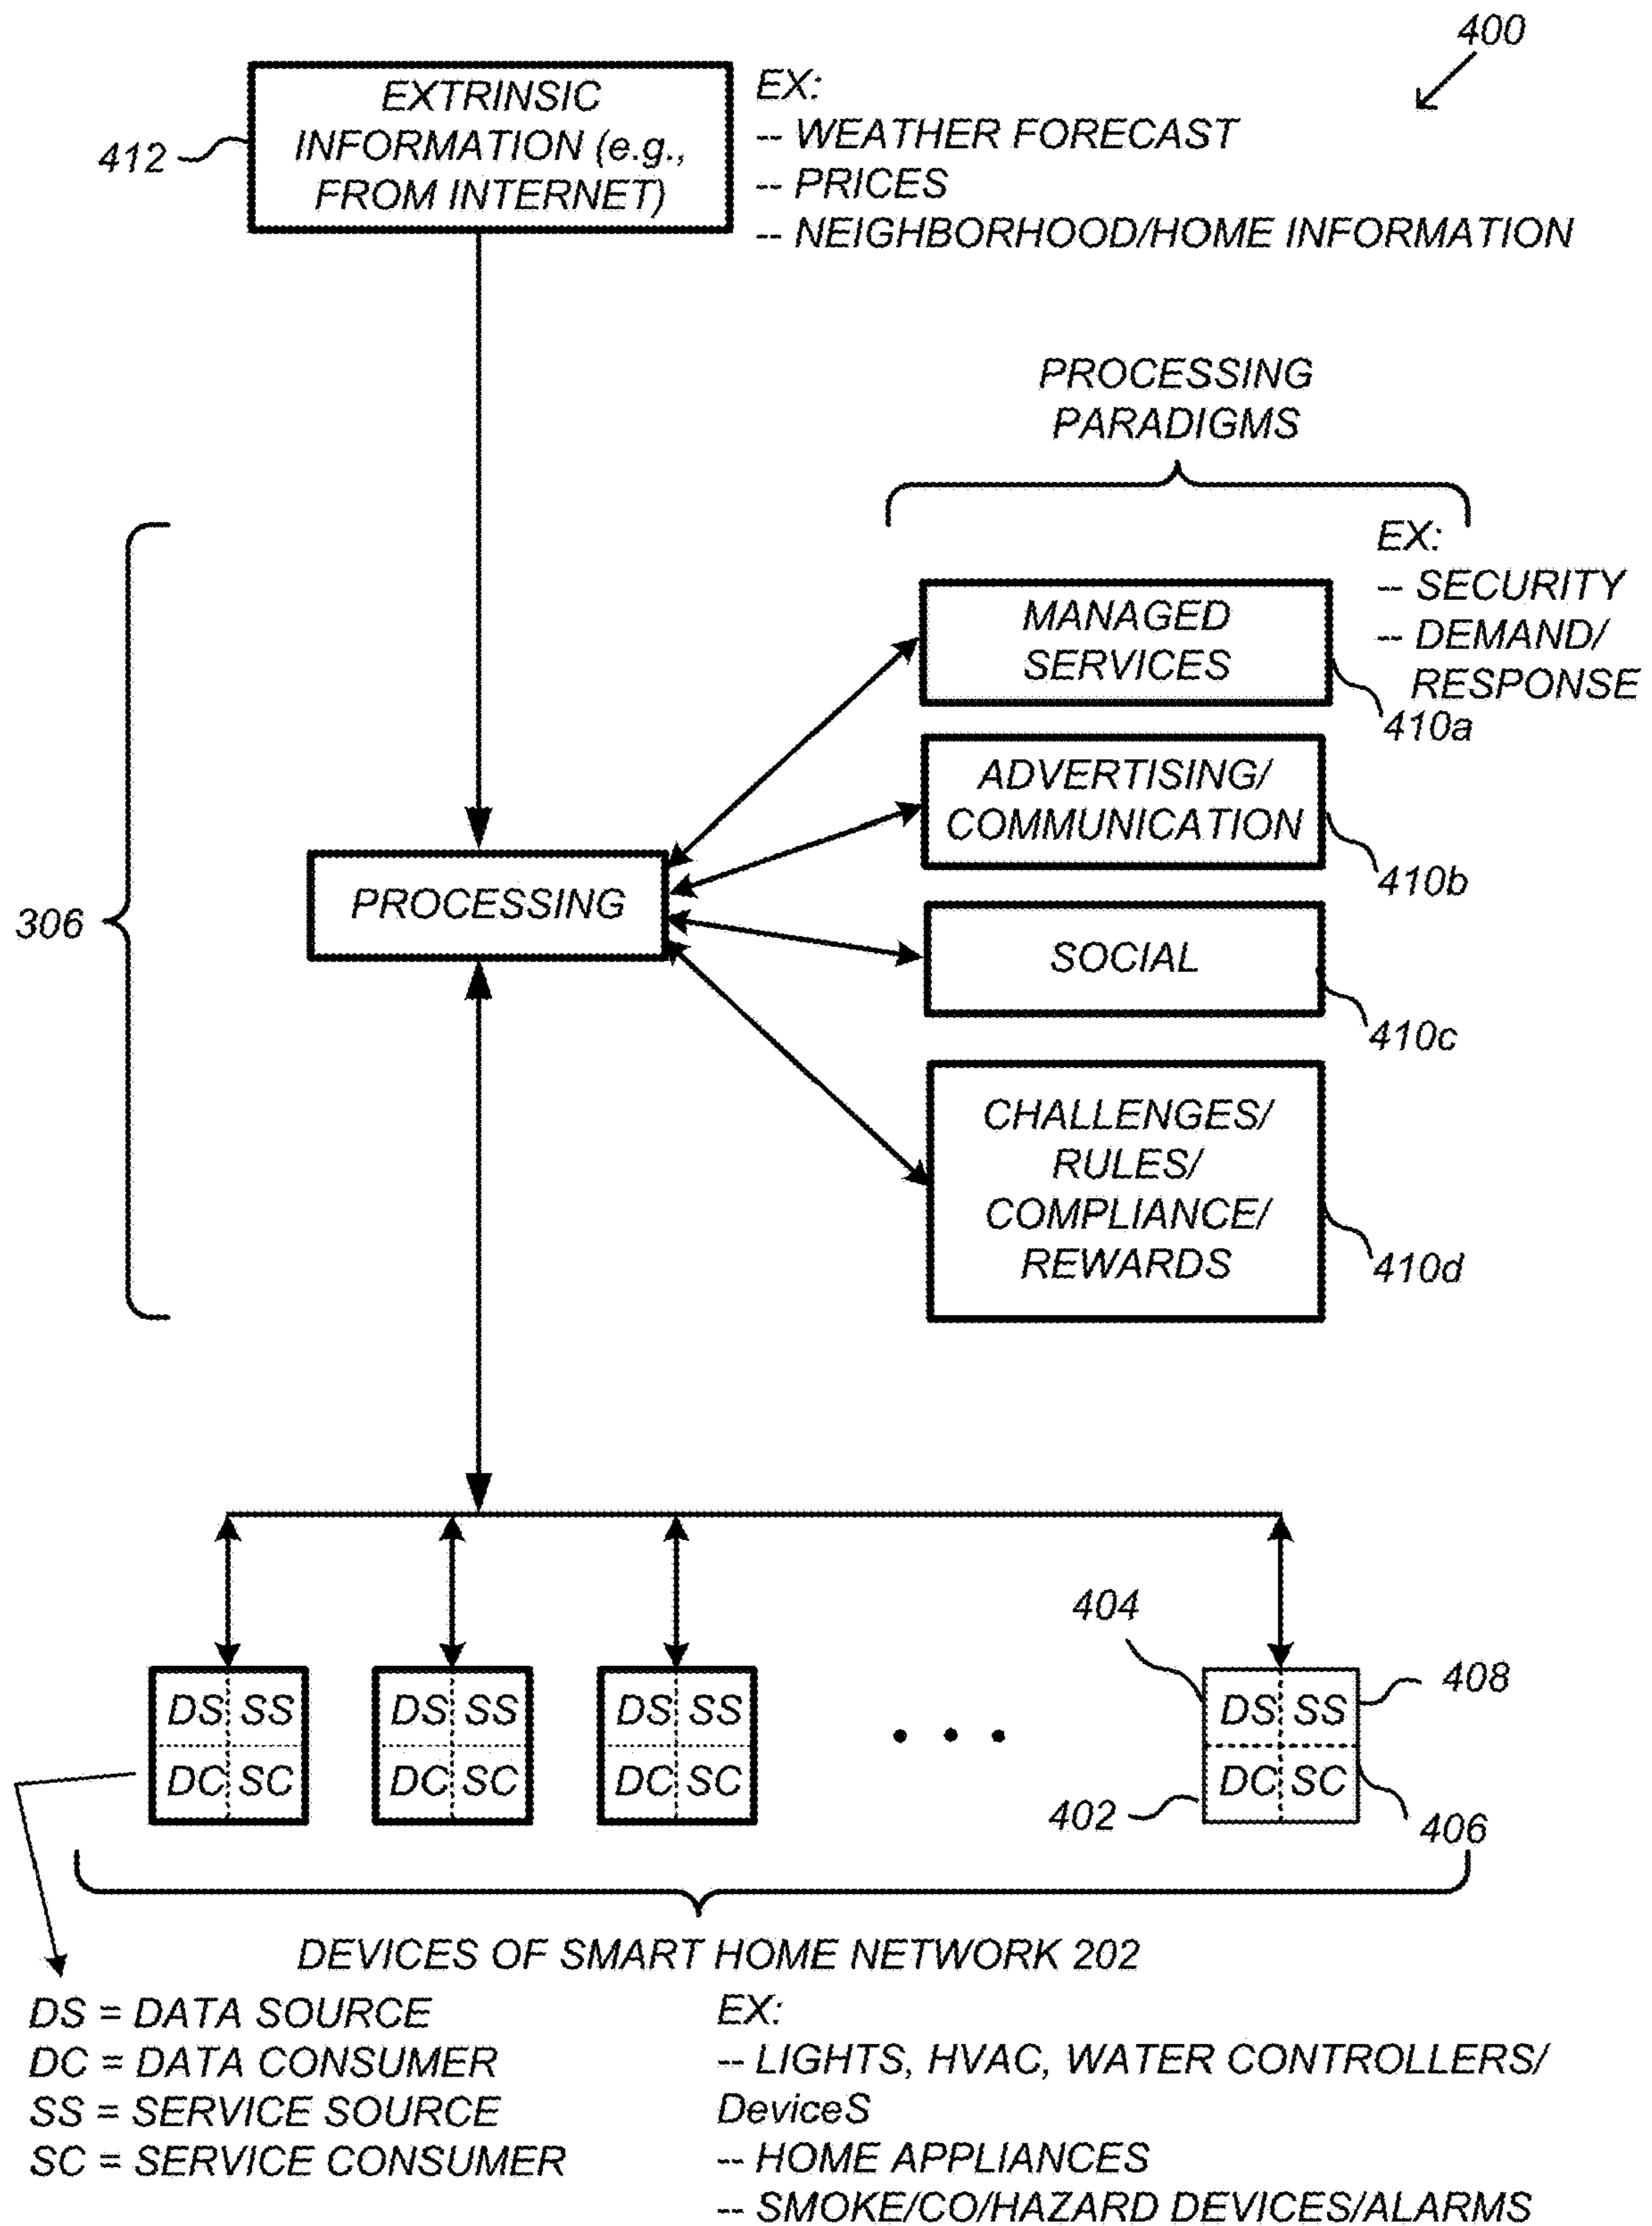 400
EXTRINSIC
INFORMATION (e.g.,
FROM INTERNET)
412
EX:
-- WEATHER FORECAST
-- PRICES
-- NEIGHBORHOOD/HOME INFORMATION
PROCESSING
PARADIGMS
EX:
-- SECURITY
-- DEMAND/
RESPONSE
MANAGED
SERVICES
410a
ADVERTISING/
COMMUNICATION
410b
306
PROCESSING
SOCIAL
410c
CHALLENGES/
RULES/
COMPLIANCE/
REWARDS
410d
404
408
DS SS
DC SC
DS SS
DC SC
DS SS
DC SC
• • •
DS SS
DC SC
402
406
DEVICES OF SMART HOME NETWORK 202
DS = DATA SOURCE
DC = DATA CONSUMER
SS = SERVICE SOURCE
SC = SERVICE CONSUMER
EX:
-- LIGHTS, HVAC, WATER CONTROLLERS/
DeviceS
-- HOME APPLIANCES
-- SMOKE/CO/HAZARD DEVICES/ALARMS